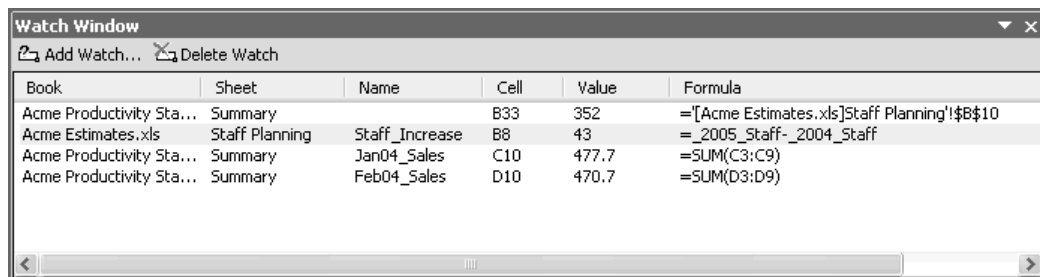 Watch Window
Add Watch... Delete Watch
Book Sheet Name Cell Value Formula
Acme Productivity Sta... Summary B33 352 ='[Acme Estimates.xls]Staff Planning'!$B$10
Acme Estimates.xls Staff Planning Staff_Increase B8 43 =_2005_Staff-_2004_Staff
Acme Productivity Sta... Summary Jan04_Sales C10 477.7 =SUM(C3:C9)
Acme Productivity Sta... Summary Feb04_Sales D10 470.7 =SUM(D3:D9)